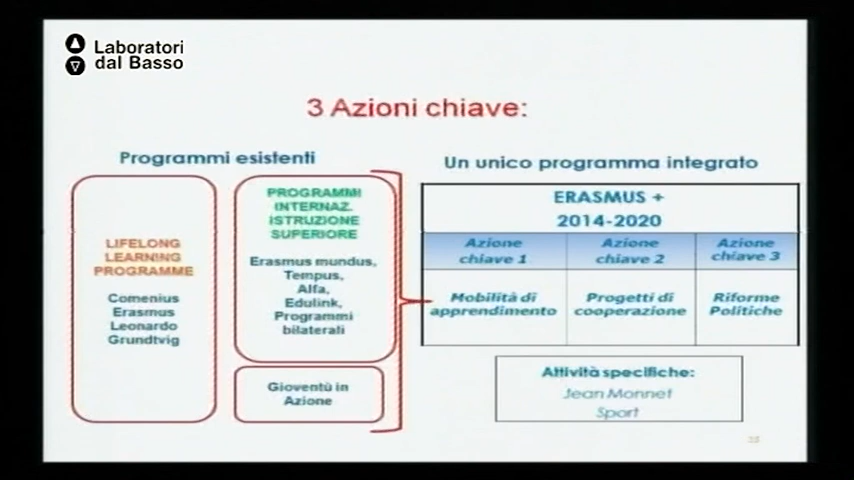 Laboratori
dal Basso
3 Azioni chiave:
Programmi esistenti
LIFELONG
LEARNING
PROGRAMME
Comenius
Erasmus
Leonardo
Grundtvig
PROGRAMMI
INTERNAZ.
ISTRUZIONE
SUPERIORE
Erasmus mundus,
Tempus,
Alfa,
Edulink,
Programmi
bilaterali
Gioventù in
Azione
Un unico programma integrato
ERASMUS +
2014-2020
Azione
chiave 1
Azione
chiave 2
Azione
chiave 3
Mobilità di
apprendimento
Progetti di
cooperazione
Riforme
Politiche
Attività specifiche:
Jean Monnet
Sport